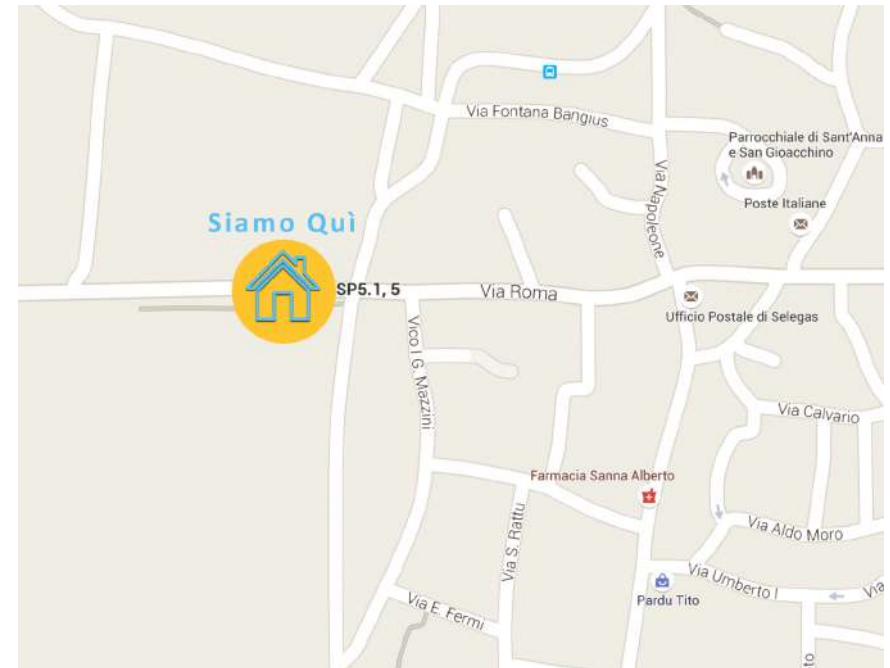 Via Fontana Bangius
Parrocchiale di Sant'Anna
e San Gioacchino
Via Napoleone
Poste Italiane
Siamo Quì
SP5.1, 5
Via Roma
Ufficio Postale di Selegas
Vico I G. Mazzini
Via Calvario
Farmacia Sanna Alberto
Via S. Rattu
Via Aldo Moro
Via Umberto I
Via
Pardu Tito
Via E. Fermi